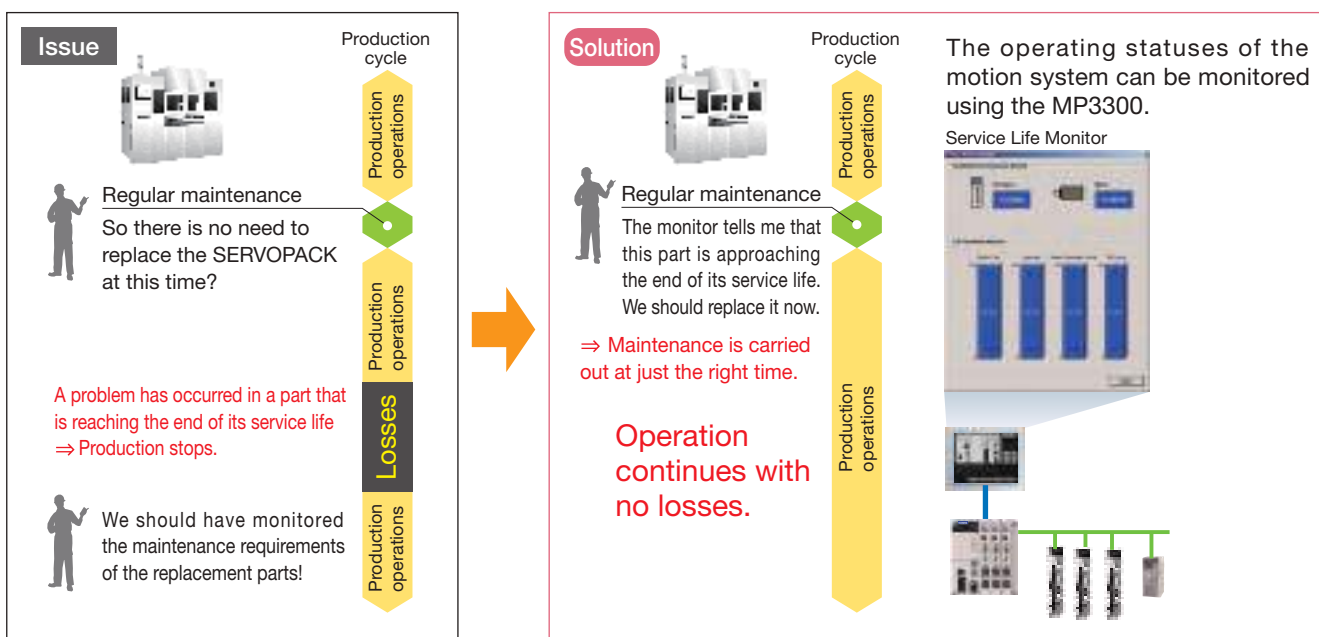 Issue
Production
cycle
Production
operations
Regular maintenance
So there is no need to
replace the SERVOPACK
at this time?
Production
operations
A problem has occurred in a part that
is reaching the end of its service life
⇒ Production stops.
Losses
We should have monitored
the maintenance requirements
of the replacement parts!
Production
operations
Solution
Production
cycle
Production
operations
Regular maintenance
The monitor tells me that
this part is approaching
the end of its service life.
We should replace it now.
⇒ Maintenance is carried
out at just the right time.
Operation
continues with
no losses.
Production
operations
The operating statuses of the
motion system can be monitored
using the MP3300.
Service Life Monitor